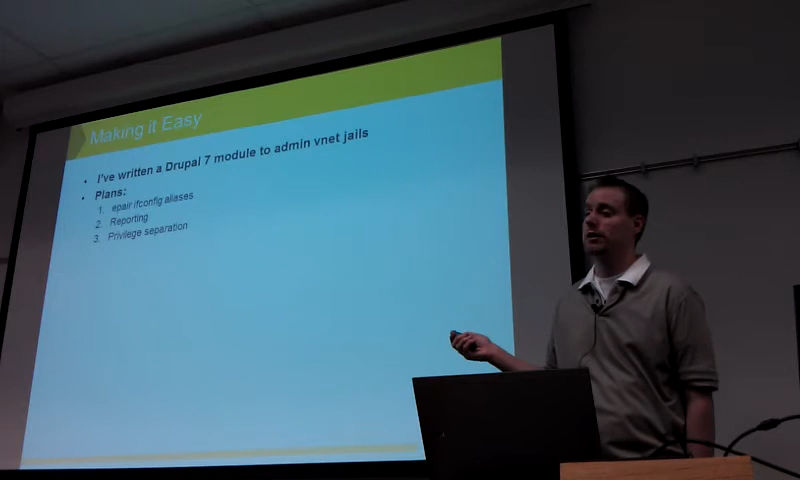 Making it Easy
• I've written a Drupal 7 module to admin vnet jails
• Plans:
1. epair ifconfig aliases
2. Reporting
3. Privilege separation